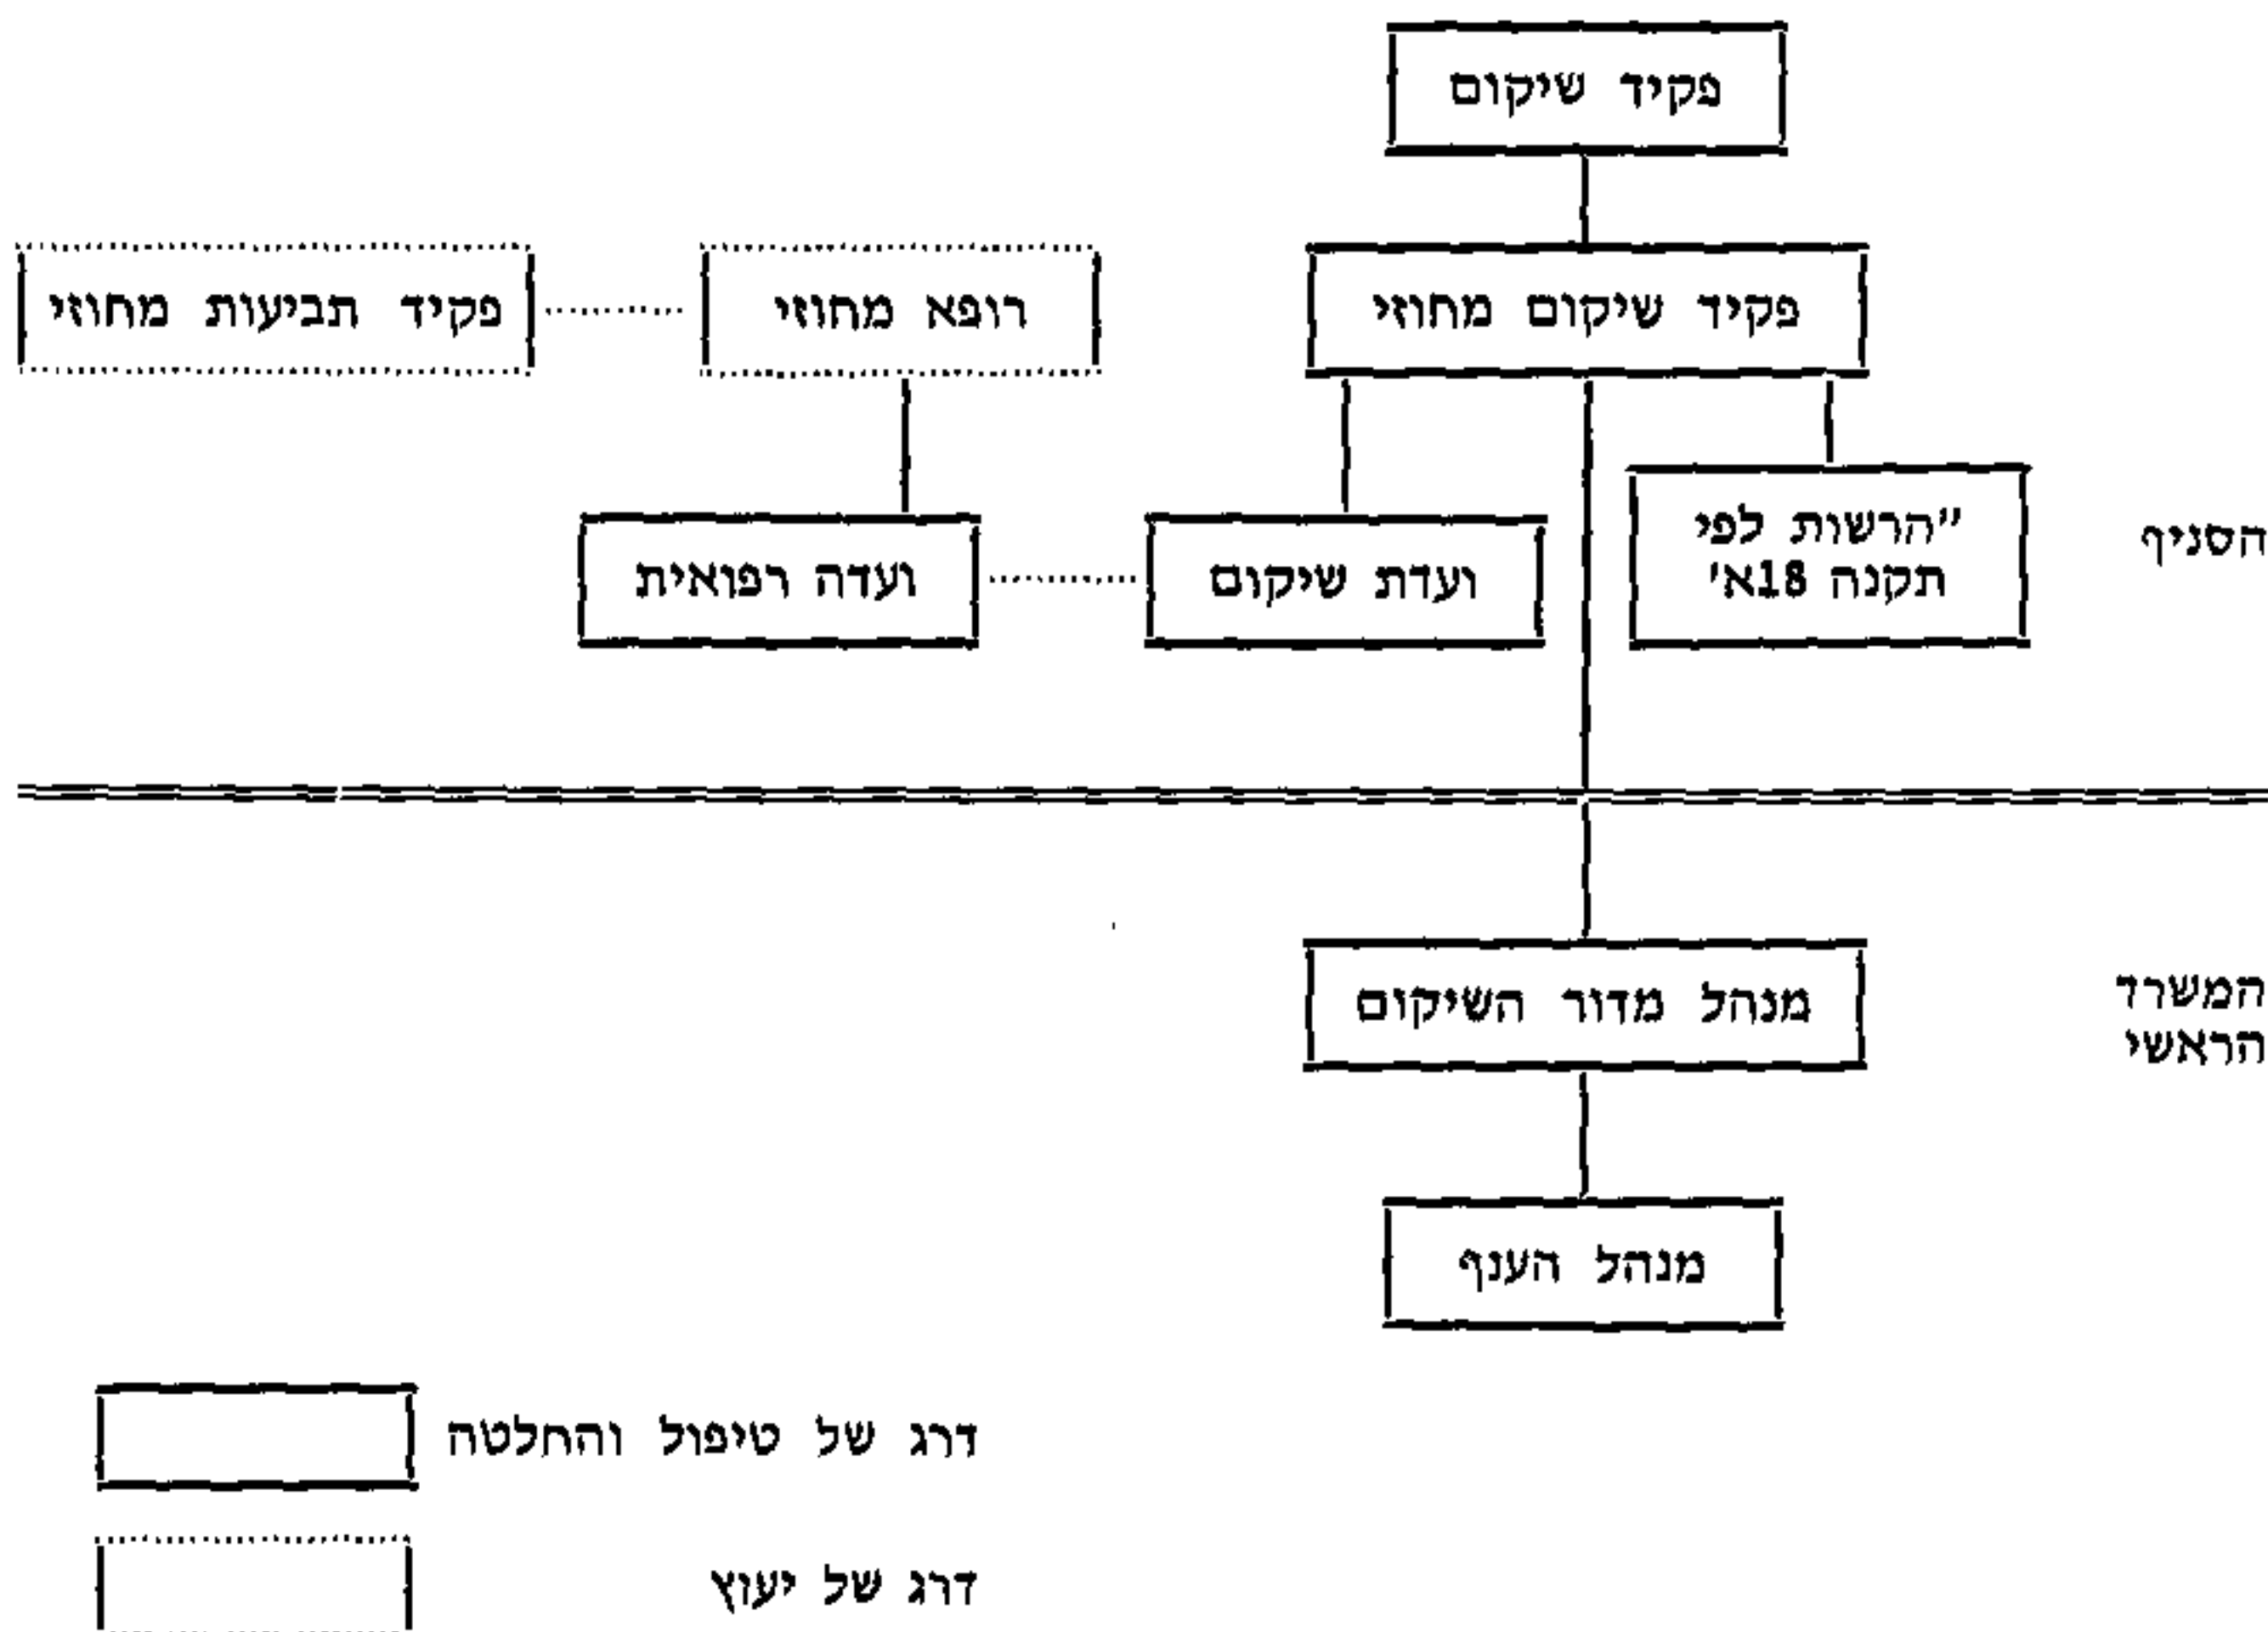 פקיד שיקום
פקיד שיקום מחוזי
רופא מחוזי
פקיד תביעות מחוזי
הסניף
"הרשות לפי
תקנה 18א'
ועדת שיקום
ועדה רפואית
המשרד
הראשי
מנהל מדור השיקום
מנהל הענף
דרג של טיפול והחלטה
דרג של יעוץ